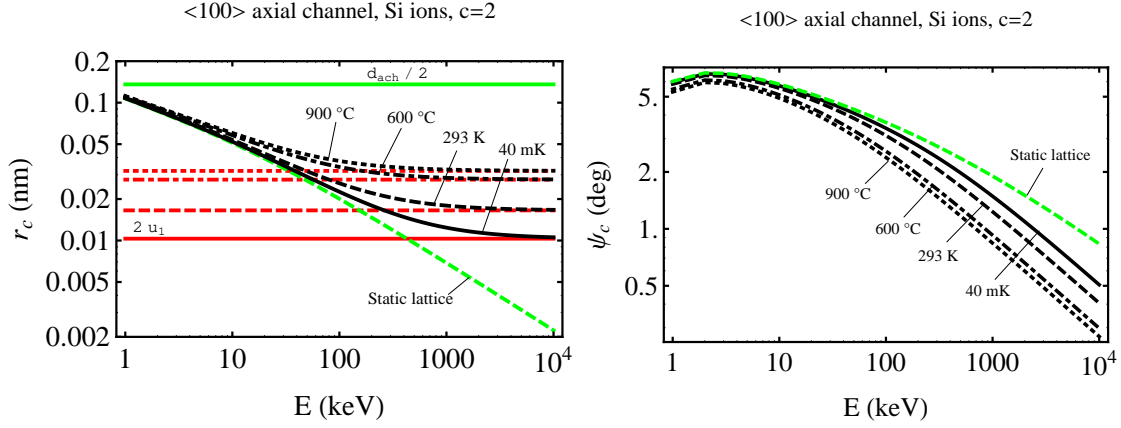 <100> axial channel, Si ions, c=2
0.2
0.1
0.05
0.02
0.01
0.005
0.002
r_c (nm)
d_ach / 2
900 °C
600 °C
293 K
40 mK
2 u_1
Static lattice
1
10
100
1000
10^4
E (keV)
<100> axial channel, Si ions, c=2
5.
2.
1.
0.5
ψ_c (deg)
Static lattice
900 °C
600 °C
293 K
40 mK
1
10
100
1000
10^4
E (keV)